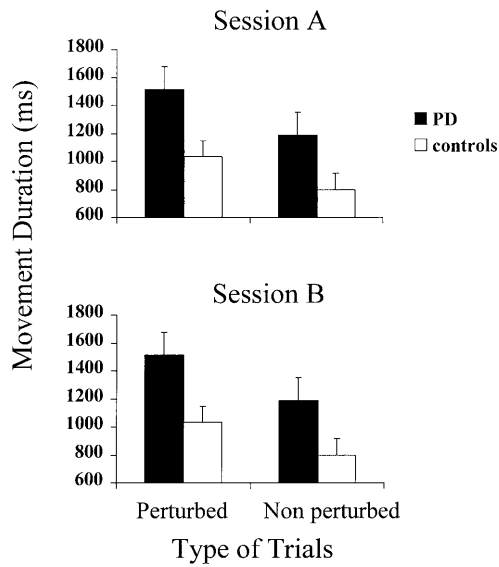 Session A
1800
1600
1400
1200
1000
800
600
PD
controls
Movement Duration (ms)
Session B
1800
1600
1400
1200
1000
800
600
Perturbed Non perturbed
Type of Trials